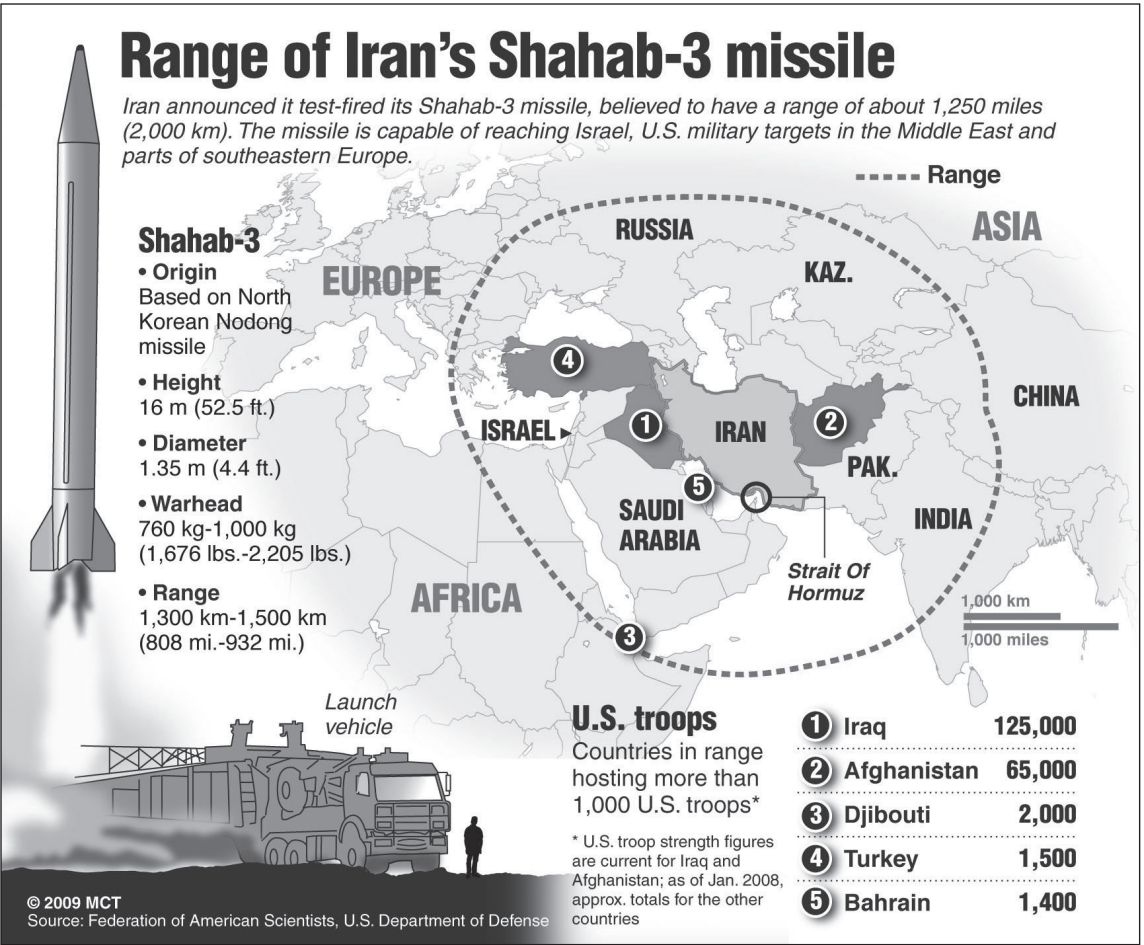 Range of Iran's Shahab-3 missile
Iran announced it test-fired its Shahab-3 missile, believed to have a range of about 1,250 miles
(2,000 km). The missile is capable of reaching Israel, U.S. military targets in the Middle East and
parts of southeastern Europe.
Range
Shahab-3
• Origin
Based on North
Korean Nodong
missile
• Height
16 m (52.5 ft.)
• Diameter
1.35 m (4.4 ft.)
• Warhead
760 kg-1,000 kg
(1,676 lbs.-2,205 lbs.)
• Range
1,300 km-1,500 km
(808 mi.-932 mi.)
RUSSIA
ASIA
KAZ.
EUROPE
4
CHINA
ISRAEL
1
IRAN
2
PAK.
5
SAUDI
ARABIA
INDIA
Strait Of
Hormuz
AFRICA
3
1,000 km
1,000 miles
Launch
vehicle
U.S. troops
Countries in range
hosting more than
1,000 U.S. troops*
* U.S. troop strength figures
are current for Iraq and
Afghanistan; as of Jan. 2008,
approx. totals for the other
countries
1 Iraq 125,000
2 Afghanistan 65,000
3 Djibouti 2,000
4 Turkey 1,500
5 Bahrain 1,400
© 2009 MCT
Source: Federation of American Scientists, U.S. Department of Defense